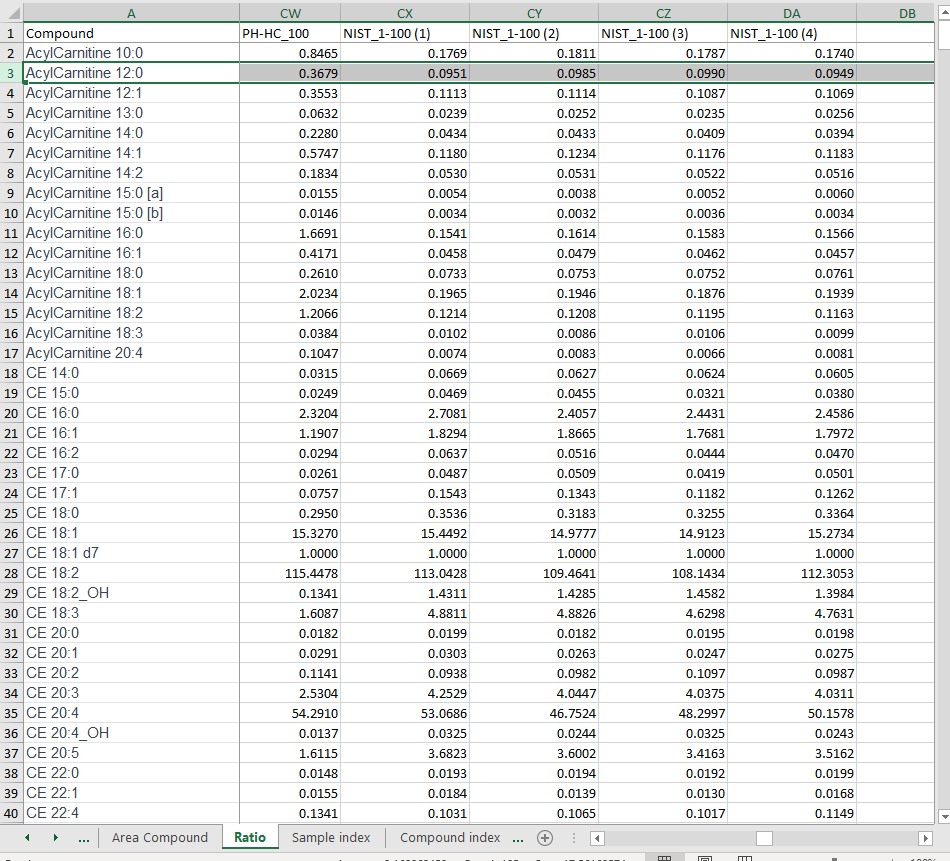 A CW CX CY CZ DA DB
1 Compound PH-HC_100 NIST_1-100 (1) NIST_1-100 (2) NIST_1-100 (3) NIST_1-100 (4)
2 AcylCarnitine 10:0 0.8465 0.1769 0.1811 0.1787 0.1740
3 AcylCarnitine 12:0 0.3679 0.0951 0.0985 0.0990 0.0949
4 AcylCarnitine 12:1 0.3553 0.1113 0.1114 0.1087 0.1069
5 AcylCarnitine 13:0 0.0632 0.0239 0.0252 0.0235 0.0256
6 AcylCarnitine 14:0 0.2280 0.0434 0.0433 0.0409 0.0394
7 AcylCarnitine 14:1 0.5747 0.1180 0.1234 0.1176 0.1183
8 AcylCarnitine 14:2 0.1834 0.0530 0.0531 0.0522 0.0516
9 AcylCarnitine 15:0 [a] 0.0155 0.0054 0.0038 0.0052 0.0060
10 AcylCarnitine 15:0 [b] 0.0146 0.0034 0.0032 0.0036 0.0034
11 AcylCarnitine 16:0 1.6691 0.1541 0.1614 0.1583 0.1566
12 AcylCarnitine 16:1 0.4171 0.0458 0.0479 0.0462 0.0457
13 AcylCarnitine 18:0 0.2610 0.0733 0.0753 0.0752 0.0761
14 AcylCarnitine 18:1 2.0234 0.1965 0.1946 0.1876 0.1939
15 AcylCarnitine 18:2 1.2066 0.1214 0.1208 0.1195 0.1163
16 AcylCarnitine 18:3 0.0384 0.0102 0.0086 0.0106 0.0099
17 AcylCarnitine 20:4 0.1047 0.0074 0.0083 0.0066 0.0081
18 CE 14:0 0.0315 0.0669 0.0627 0.0624 0.0605
19 CE 15:0 0.0249 0.0469 0.0455 0.0321 0.0380
20 CE 16:0 2.3204 2.7081 2.4057 2.4431 2.4586
21 CE 16:1 1.1907 1.8294 1.8665 1.7681 1.7972
22 CE 16:2 0.0294 0.0637 0.0516 0.0444 0.0470
23 CE 17:0 0.0261 0.0487 0.0509 0.0419 0.0501
24 CE 17:1 0.0757 0.1543 0.1343 0.1182 0.1262
25 CE 18:0 0.2950 0.3536 0.3183 0.3255 0.3364
26 CE 18:1 15.3270 15.4492 14.9777 14.9123 15.2734
27 CE 18:1 d7 1.0000 1.0000 1.0000 1.0000 1.0000
28 CE 18:2 115.4478 113.0428 109.4641 108.1434 112.3053
29 CE 18:2_OH 0.1341 1.4311 1.4285 1.4582 1.3984
30 CE 18:3 1.6087 4.8811 4.8826 4.6298 4.7631
31 CE 20:0 0.0182 0.0199 0.0182 0.0195 0.0198
32 CE 20:1 0.0291 0.0303 0.0263 0.0247 0.0275
33 CE 20:2 0.1141 0.0938 0.0982 0.1097 0.0987
34 CE 20:3 2.5304 4.2529 4.0447 4.0375 4.0311
35 CE 20:4 54.2910 53.0686 46.7524 48.2997 50.1578
36 CE 20:4_OH 0.0137 0.0325 0.0244 0.0325 0.0243
37 CE 20:5 1.6115 3.6823 3.6002 3.4163 3.5162
38 CE 22:0 0.0148 0.0193 0.0194 0.0192 0.0199
39 CE 22:1 0.0155 0.0184 0.0139 0.0130 0.0168
40 CE 22:4 0.1341 0.1031 0.1065 0.1017 0.1149
... Area Compound Ratio Sample index Compound index ...